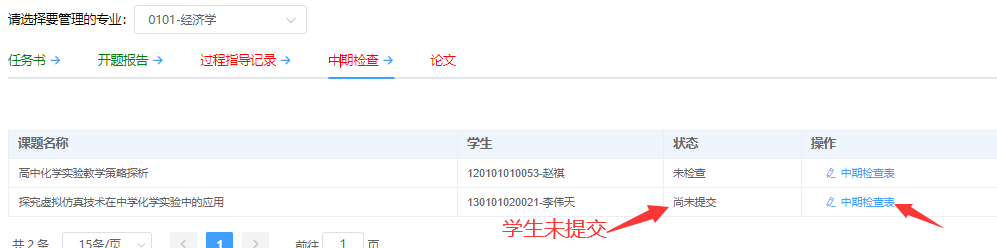 请选择要管理的专业： 0101-经济学
任务书 → 开题报告 → 过程指导记录 → 中期检查 → 论文
课题名称 学生 状态 操作
高中化学实验教学策略探析 120101010053-赵祺 未检查 中期检查表
探究虚拟仿真技术在中学化学实验中的应用 130101020021-李伟天 尚未提交 中期检查表
学生未提交
共 2 条 15条/页 < 1 > 前往 1 页